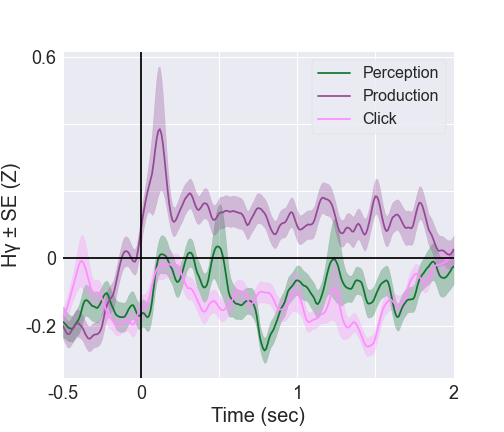 Hγ ± SE (Z)
0.6
0
-0.2
Perception
Production
Click
-0.5
0
1
2
Time (sec)